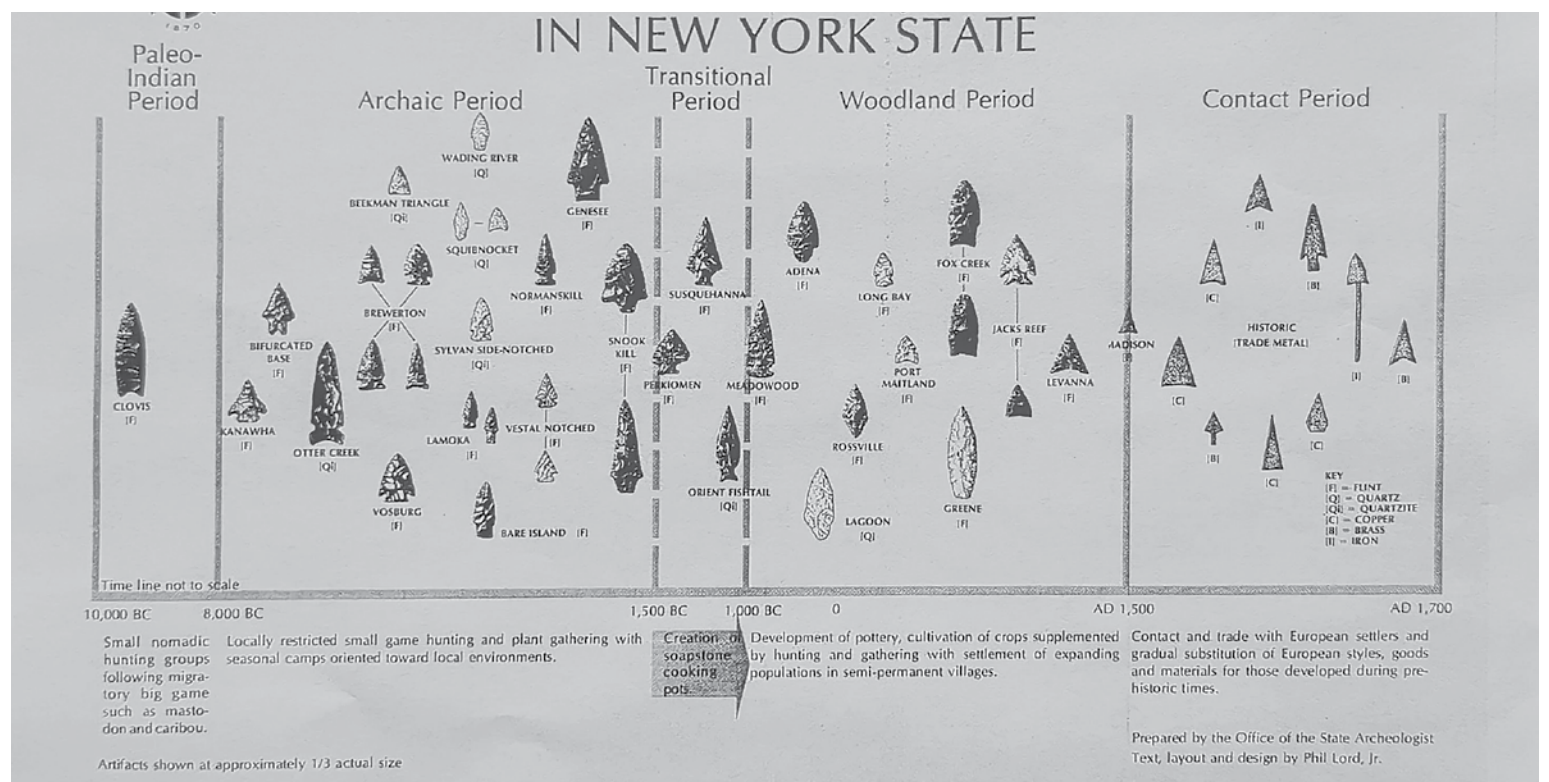 1870
IN NEW YORK STATE
Paleo-
Indian
Period
Archaic Period
Transitional
Period
Woodland Period
Contact Period
WADING RIVER
[Q]
BEEKMAN TRIANGLE
[Qi]
SQUIBNOCKET
[Q]
GENESEE
[F]
BREWERTON
[F]
NORMANSKILL
[F]
BIFURCATED
BASE
[F]
SYLVAN SIDE-NOTCHED
[Qi]
SNOOK
KILL
[F]
CLOVIS
[F]
KANAWHA
[F]
OTTER CREEK
[Qi]
LAMOKA
[F]
VESTAL NOTCHED
[F]
VOSBURG
[F]
BARE ISLAND [F]
SUSQUEHANNA
[F]
PERKIOMEN
[F]
MEADOWOOD
[F]
ORIENT FISHTAIL
[Qi]
ADENA
[F]
LONG BAY
[F]
FOX CREEK
[F]
PORT
MAITLAND
[F]
JACKS REEF
[F]
LEVANNA
[F]
ROSSVILLE
[F]
LAGOON
[Q]
GREENE
[F]
MADISON
[F]
[I]
[C]
[B]
HISTORIC
[TRADE METAL]
[I]
[B]
[C]
[B]
[C]
[C]
KEY
[F] = FLINT
[Q] = QUARTZ
[Qi] = QUARTZITE
[C] = COPPER
[B] = BRASS
[I] = IRON
Time line not to scale
10,000 BC
8,000 BC
1,500 BC
1,000 BC
0
AD 1,500
AD 1,700
Small nomadic
hunting groups
following migra-
tory big game
such as masto-
don and caribou.
Locally restricted small game hunting and plant gathering with
seasonal camps oriented toward local environments.
Creation of
soapstone
cooking
pots.
Development of pottery, cultivation of crops supplemented
by hunting and gathering with settlement of expanding
populations in semi-permanent villages.
Contact and trade with European settlers and
gradual substitution of European styles, goods
and materials for those developed during pre-
historic times.
Artifacts shown at approximately 1/3 actual size
Prepared by the Office of the State Archeologist
Text, layout and design by Phil Lord, Jr.